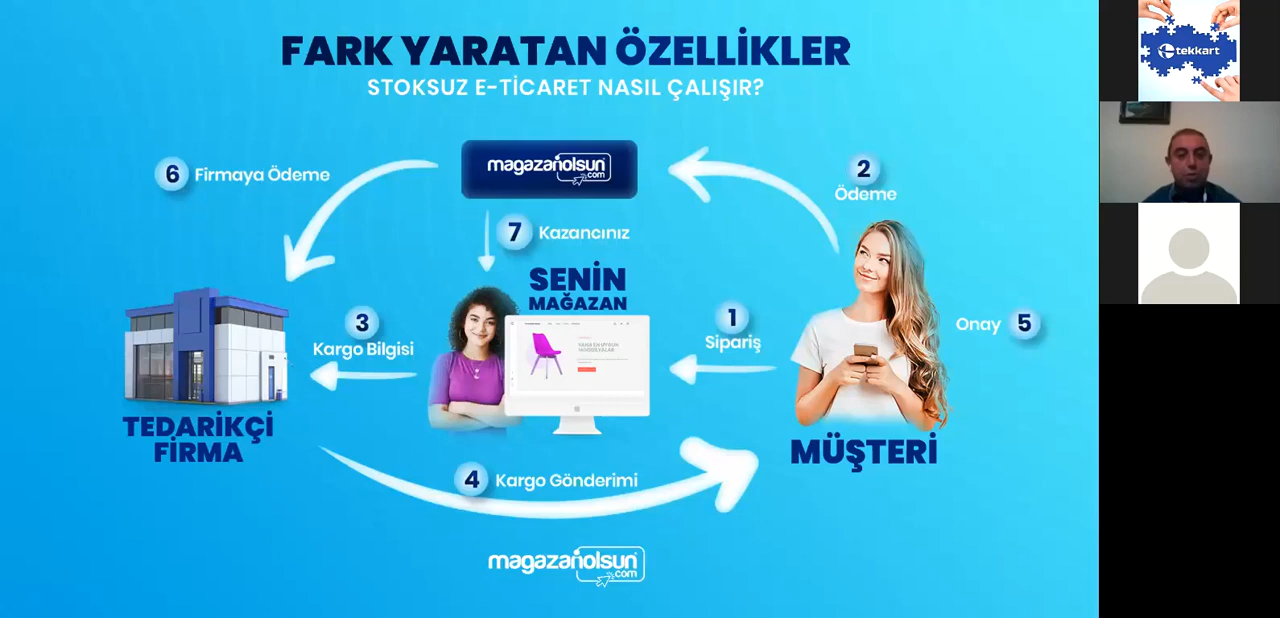 FARK YARATAN ÖZELLİKLER
STOKSUZ E-TİCARET NASIL ÇALIŞIR?
tekkart
magazanolsun
.com
6 Firmaya Ödeme
2
Ödeme
7 Kazancınız
SENİN
MAĞAZAN
3
Kargo Bilgisi
1
Sipariş
Onay 5
TEDARİKÇİ
FİRMA
MÜŞTERİ
4 Kargo Gönderimi
magazanolsun
.com